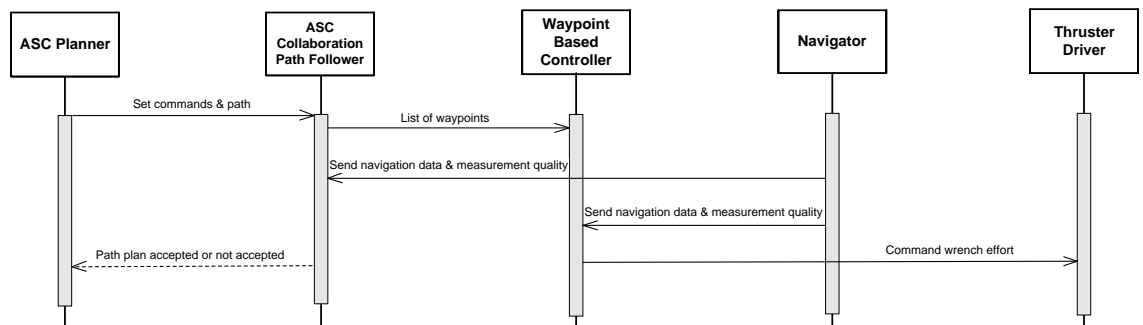 ASC Planner
ASC
Collaboration
Path Follower
Waypoint
Based
Controller
Navigator
Thruster
Driver
Set commands & path
List of waypoints
Send navigation data & measurement quality
Send navigation data & measurement quality
Path plan accepted or not accepted
Command wrench effort